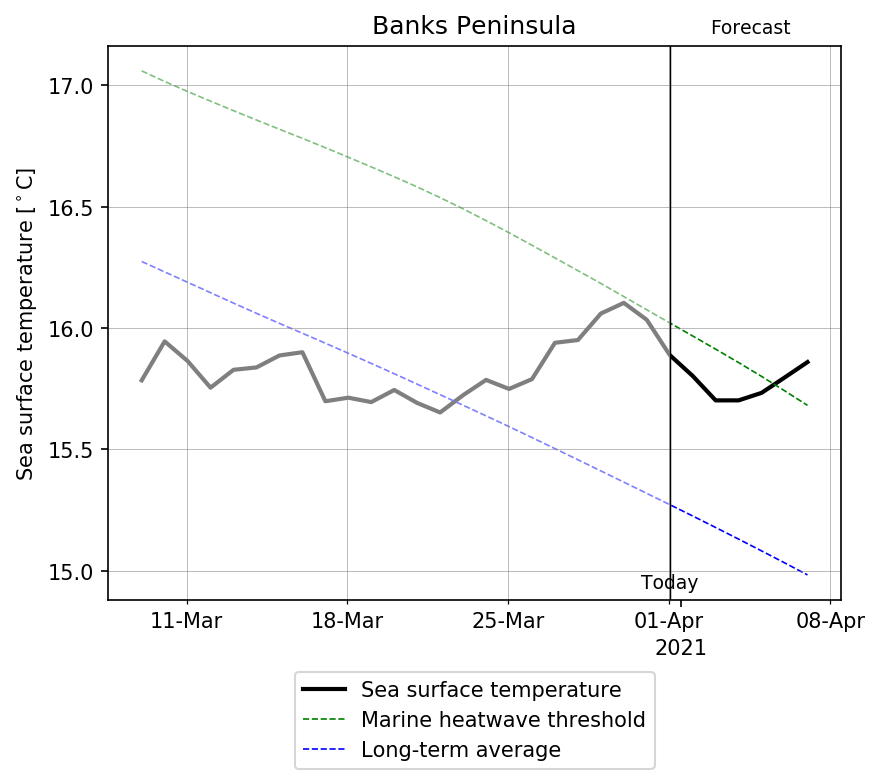 Banks Peninsula
Forecast
Sea surface temperature [°C]
17.0
16.5
16.0
15.5
15.0
Today
11-Mar 18-Mar 25-Mar 01-Apr 08-Apr
2021
Sea surface temperature
Marine heatwave threshold
Long-term average